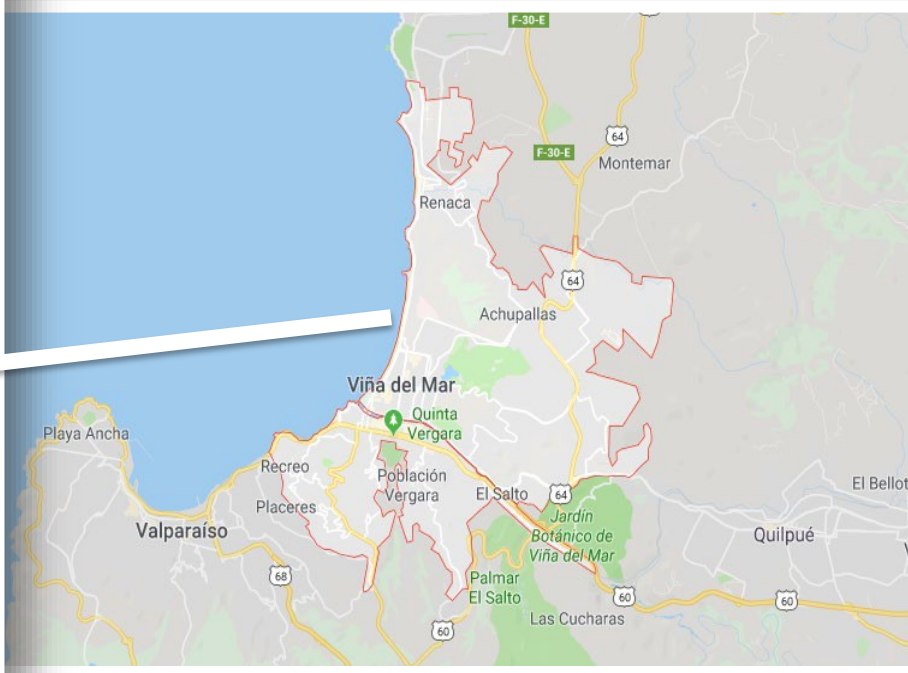 F-30-E
64
F-30-E
Montemar
Renaca
64
Achupallas
Viña del Mar
Quinta
Vergara
Playa Ancha
Recreo
Población
Vergara
El Salto
64
El Bellot
Placeres
Valparaíso
Jardín
Botánico de
Viña del Mar
Quilpué
68
Palmar
El Salto
60
60
Las Cucharas
60